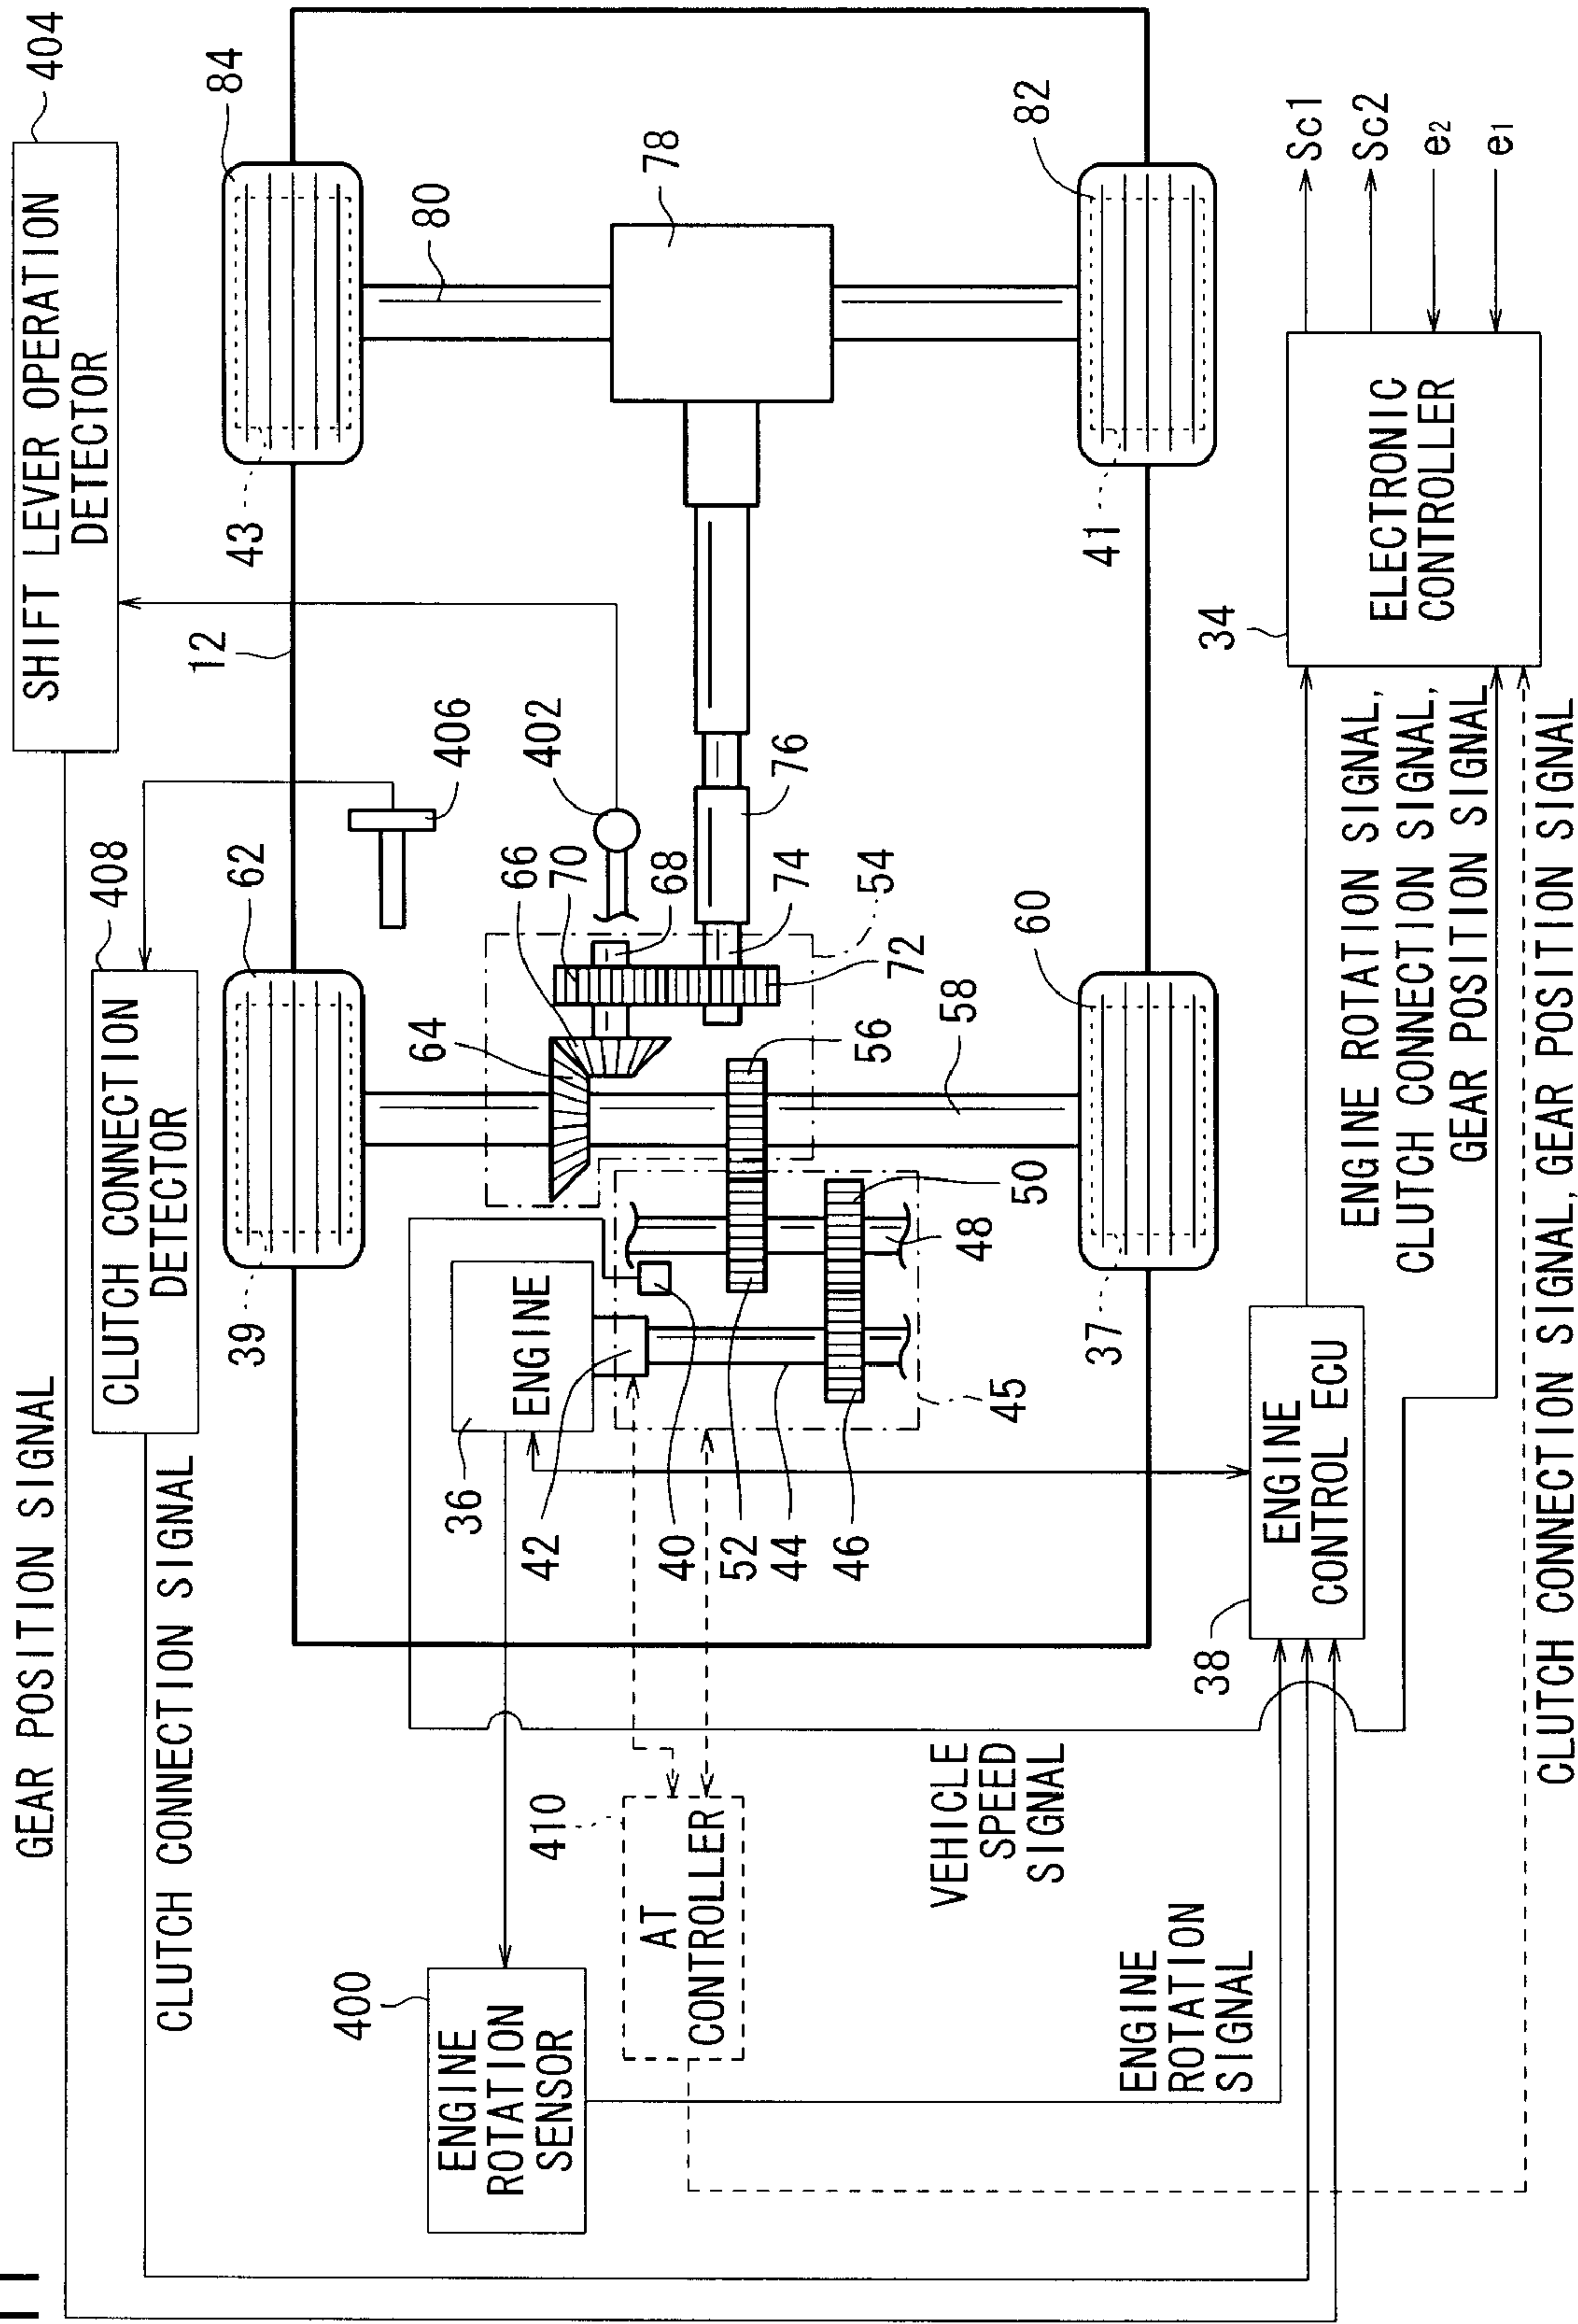 GEAR POSITION SIGNAL
CLUTCH CONNECTION SIGNAL
SHIFT LEVER OPERATION
DETECTOR
404
CLUTCH CONNECTION
DETECTOR
408
400
ENGINE
ROTATION
SENSOR
410
AT
CONTROLLER
36
ENGINE
42
40
52
44
46
45
39
62
64
66
70
68
406
402
12
43
84
80
78
76
74
54
72
56
58
50
48
37
60
41
82
VEHICLE
SPEED
SIGNAL
ENGINE
ROTATION
SIGNAL
38
ENGINE
CONTROL ECU
ENGINE ROTATION SIGNAL,
CLUTCH CONNECTION SIGNAL,
GEAR POSITION SIGNAL
34
ELECTRONIC
CONTROLLER
Sc1
Sc2
e2
e1
CLUTCH CONNECTION SIGNAL, GEAR POSITION SIGNAL